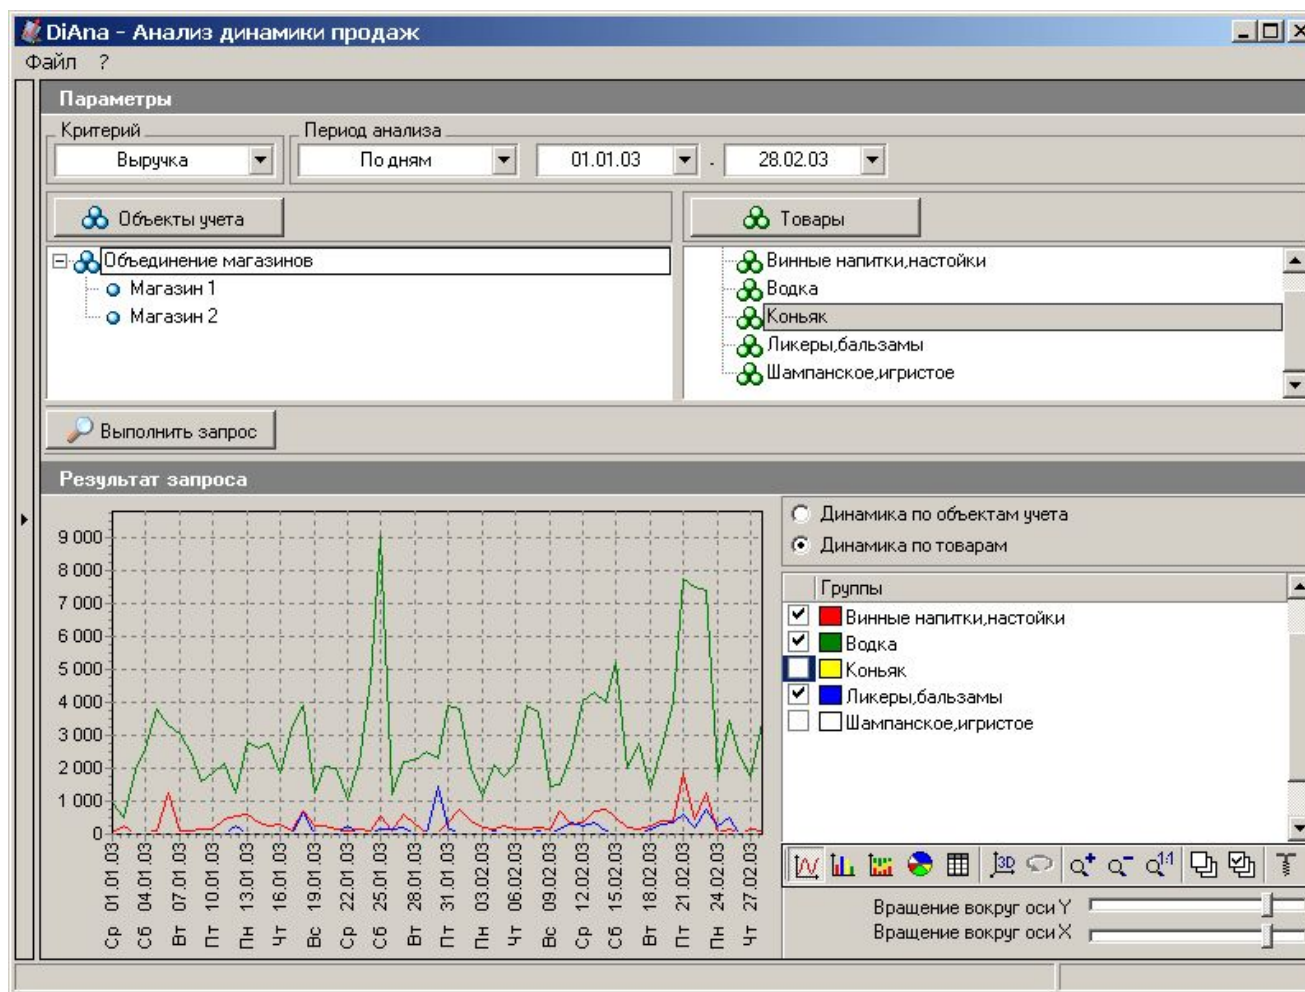 DiAna - Анализ динамики продаж
Файл ?
Параметры
Критерий Период анализа
Выручка По дням 01.01.03 - 28.02.03
Объекты учета Товары
Объединение магазинов
Магазин 1
Магазин 2
Винные напитки,настойки
Водка
Коньяк
Ликеры,бальзамы
Шампанское,игристое
Выполнить запрос
Результат запроса
9 000
8 000
7 000
6 000
5 000
4 000
3 000
2 000
1 000
0
Ср 01.01.03
Сб 04.01.03
Вт 07.01.03
Пт 10.01.03
Пн 13.01.03
Чт 16.01.03
Вс 19.01.03
Ср 22.01.03
Сб 25.01.03
Вт 28.01.03
Пт 31.01.03
Пн 03.02.03
Чт 06.02.03
Вс 09.02.03
Ср 12.02.03
Сб 15.02.03
Вт 18.02.03
Пт 21.02.03
Пн 24.02.03
Чт 27.02.03
Динамика по объектам учета
Динамика по товарам
Группы
Винные напитки,настойки
Водка
Коньяк
Ликеры,бальзамы
Шампанское,игристое
3D 1:1
Вращение вокруг оси Y
Вращение вокруг оси X